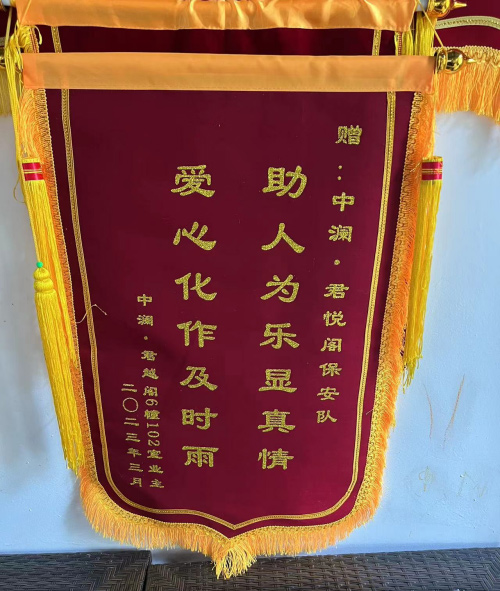 赠：中澜·君悦阁保安队
助人为乐显真情
爱心化作及时雨
中澜·君越阁6幢102室业主
二〇二三年三月